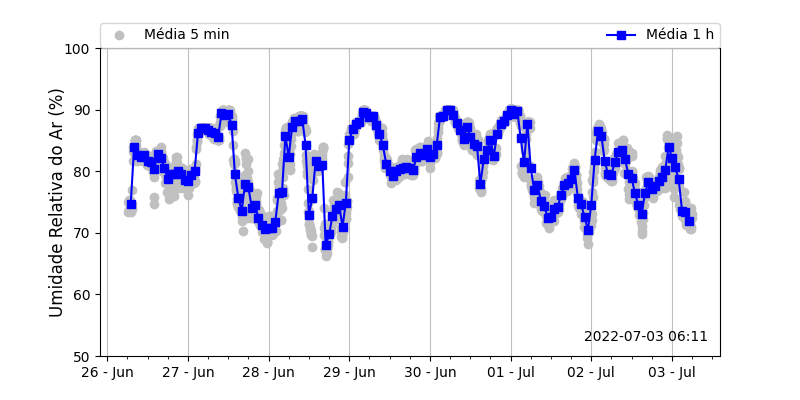 Média 5 min
Média 1 h
Umidade Relativa do Ar (%)
100
90
80
70
60
50
2022-07-03 06:11
26 - Jun
27 - Jun
28 - Jun
29 - Jun
30 - Jun
01 - Jul
02 - Jul
03 - Jul